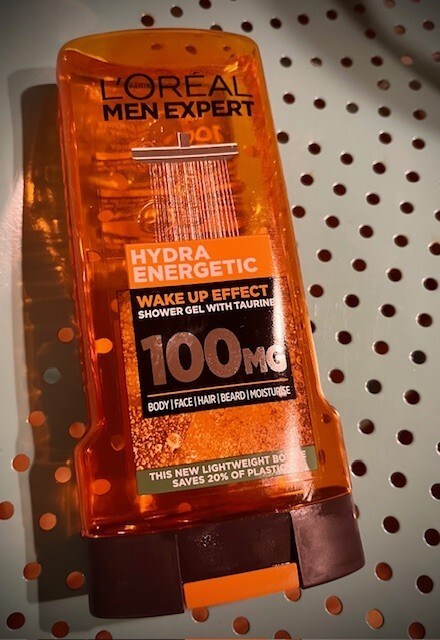 L'ORÉAL
PARIS
MEN EXPERT
HYDRA
ENERGETIC
WAKE UP EFFECT
SHOWER GEL WITH TAURINE
100MG
BODY | FACE | HAIR | BEARD | MOISTURISE
THIS NEW LIGHTWEIGHT BOTTLE
SAVES 20% OF PLASTIC